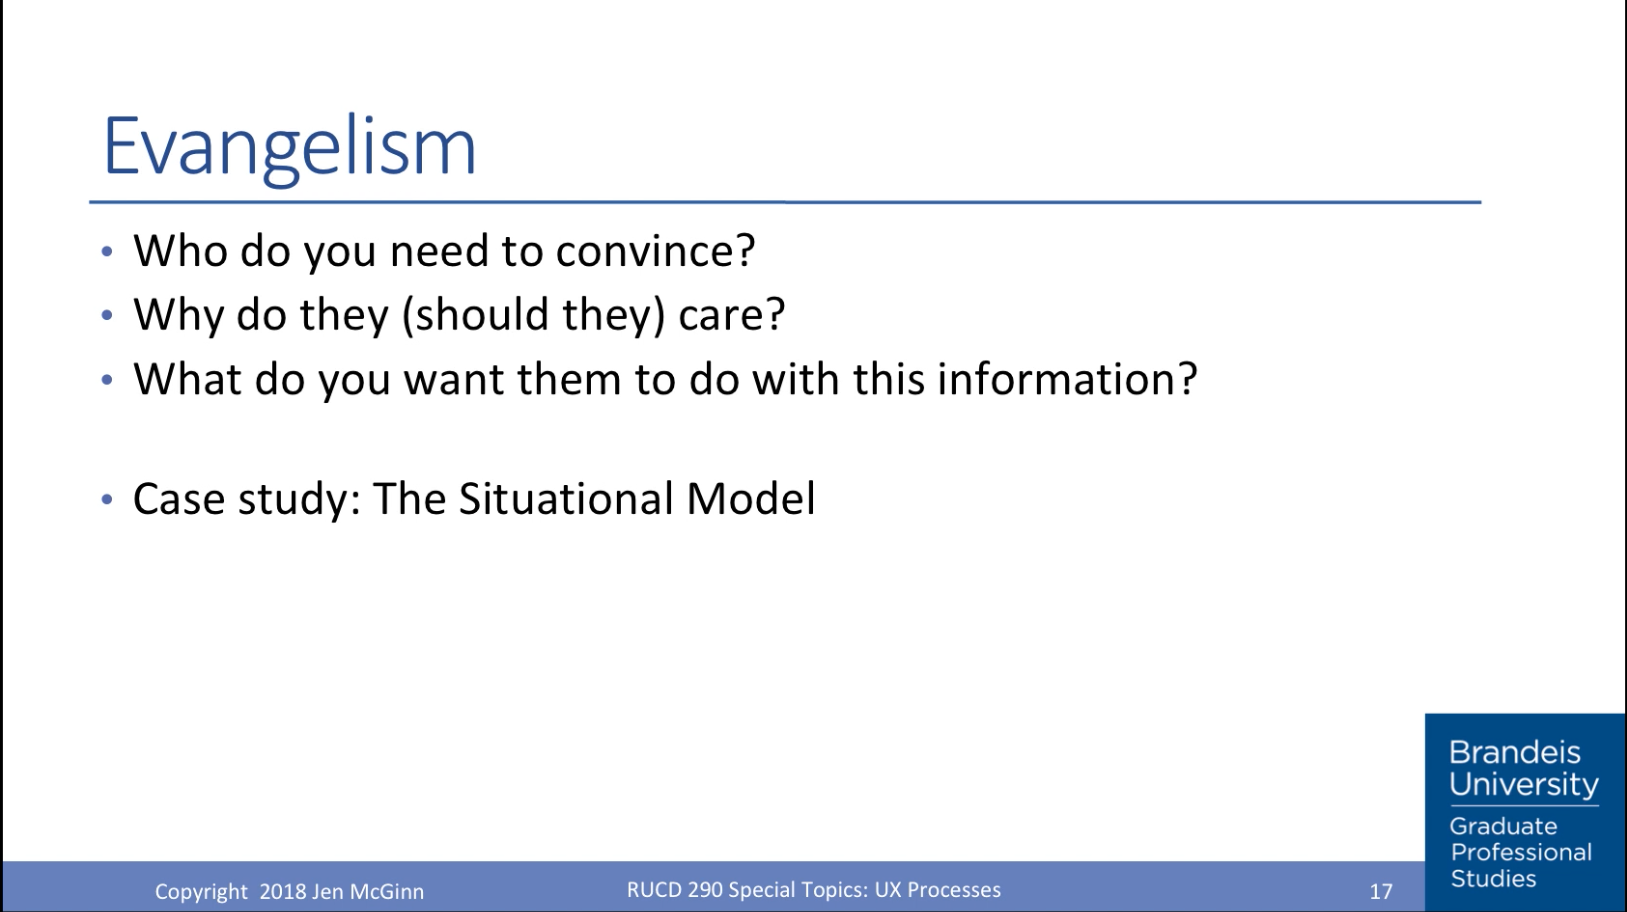 Evangelism
• Who do you need to convince?
• Why do they (should they) care?
• What do you want them to do with this information?
• Case study: The Situational Model
Brandeis
University
Graduate
Professional
Studies
Copyright 2018 Jen McGinn
RUCD 290 Special Topics: UX Processes
17